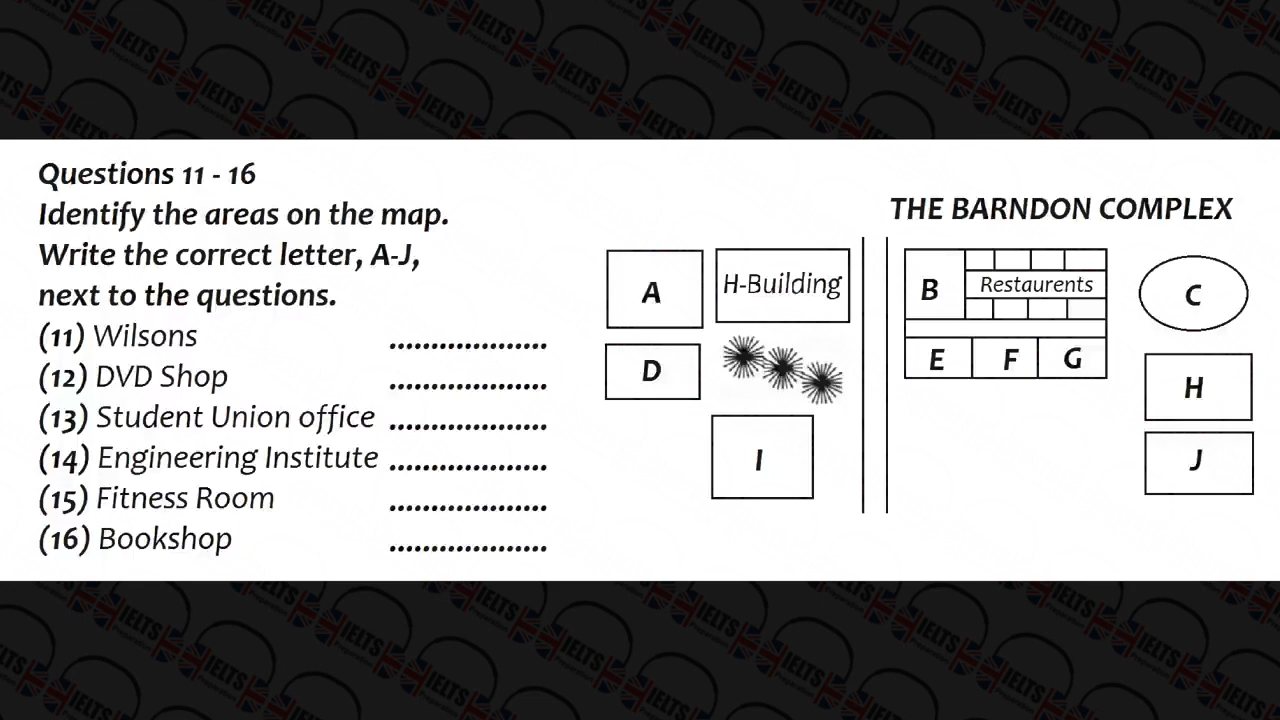 Questions 11 - 16
Identify the areas on the map.
Write the correct letter, A-J,
next to the questions.
(11) Wilsons ...................
(12) DVD Shop ...................
(13) Student Union office ...................
(14) Engineering Institute ...................
(15) Fitness Room ...................
(16) Bookshop ...................
THE BARNDON COMPLEX
A
H-Building
B
Restaurents
C
D
E
F
G
H
I
J